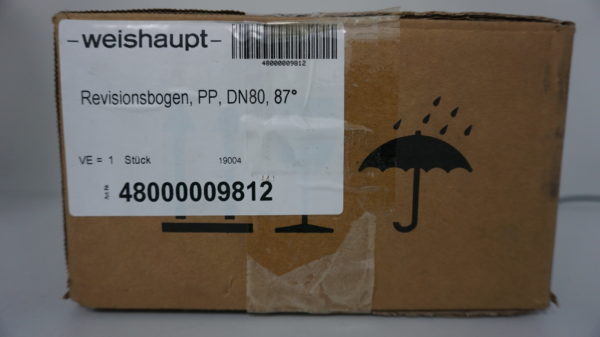 -weishaupt-
48000009812
Revisionsbogen, PP, DN80, 87°
VE = 1 Stück 19004
48000009812